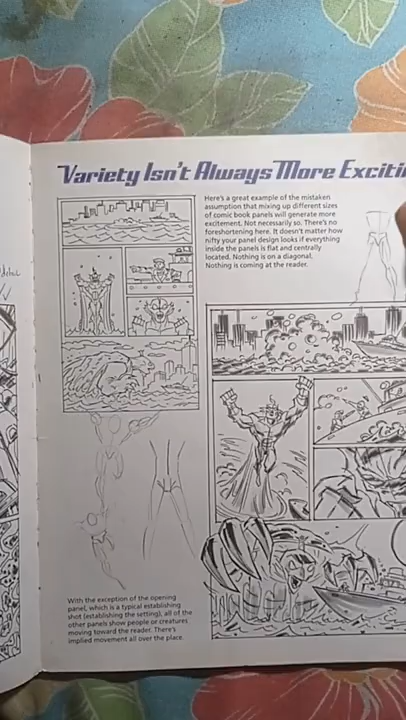 Variety Isn't Always More
Here's a great example of the mistaken
assumption that mixing up different sizes
of comic book panels will generate more
excitement. Not necessarily so. There's no
foreshortening here. It doesn't matter how
nifty your panel design looks if everything
inside the panels is flat and centrally
located. Nothing is on a diagonal.
Nothing is coming at the reader.
With the exception of the opening
panel, which is a typical establishing
shot (establishing the setting), all of the
other panels show people or creatures
moving toward the reader. There's
implied movement all over the place.